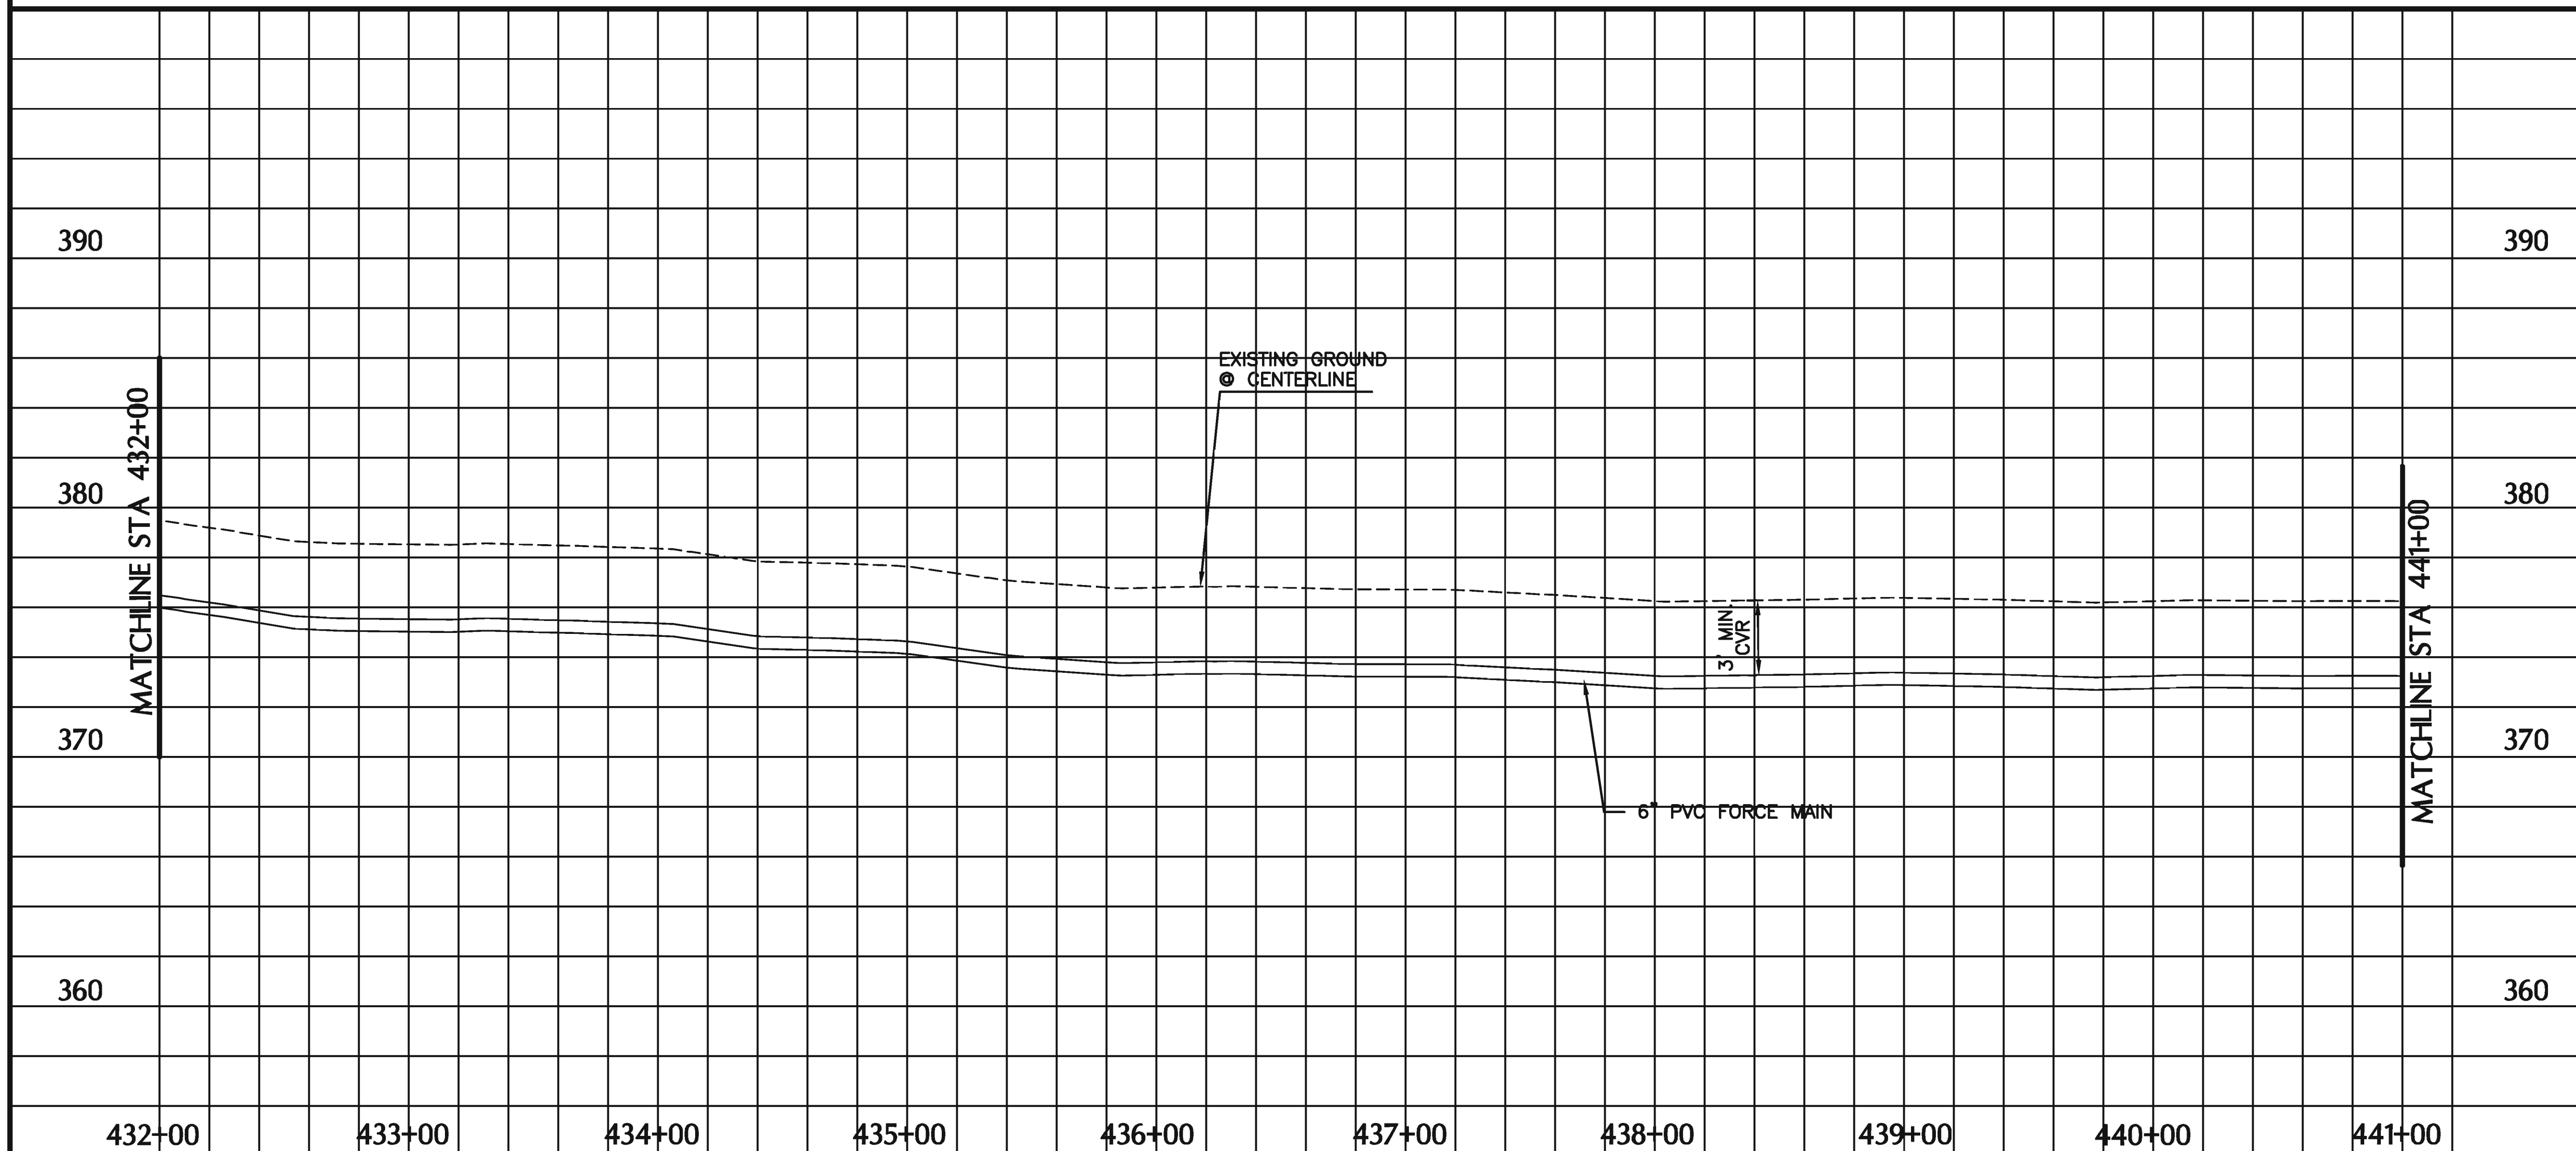 390
390
EXISTING GROUND
@ CENTERLINE
MATCHLINE STA 432+00
380
380
MATCHLINE STA 441+00
3' MIN.
CVR
370
370
6" PVC FORCE MAIN
360
360
432+00 433+00 434+00 435+00 436+00 437+00 438+00 439+00 440+00 441+00